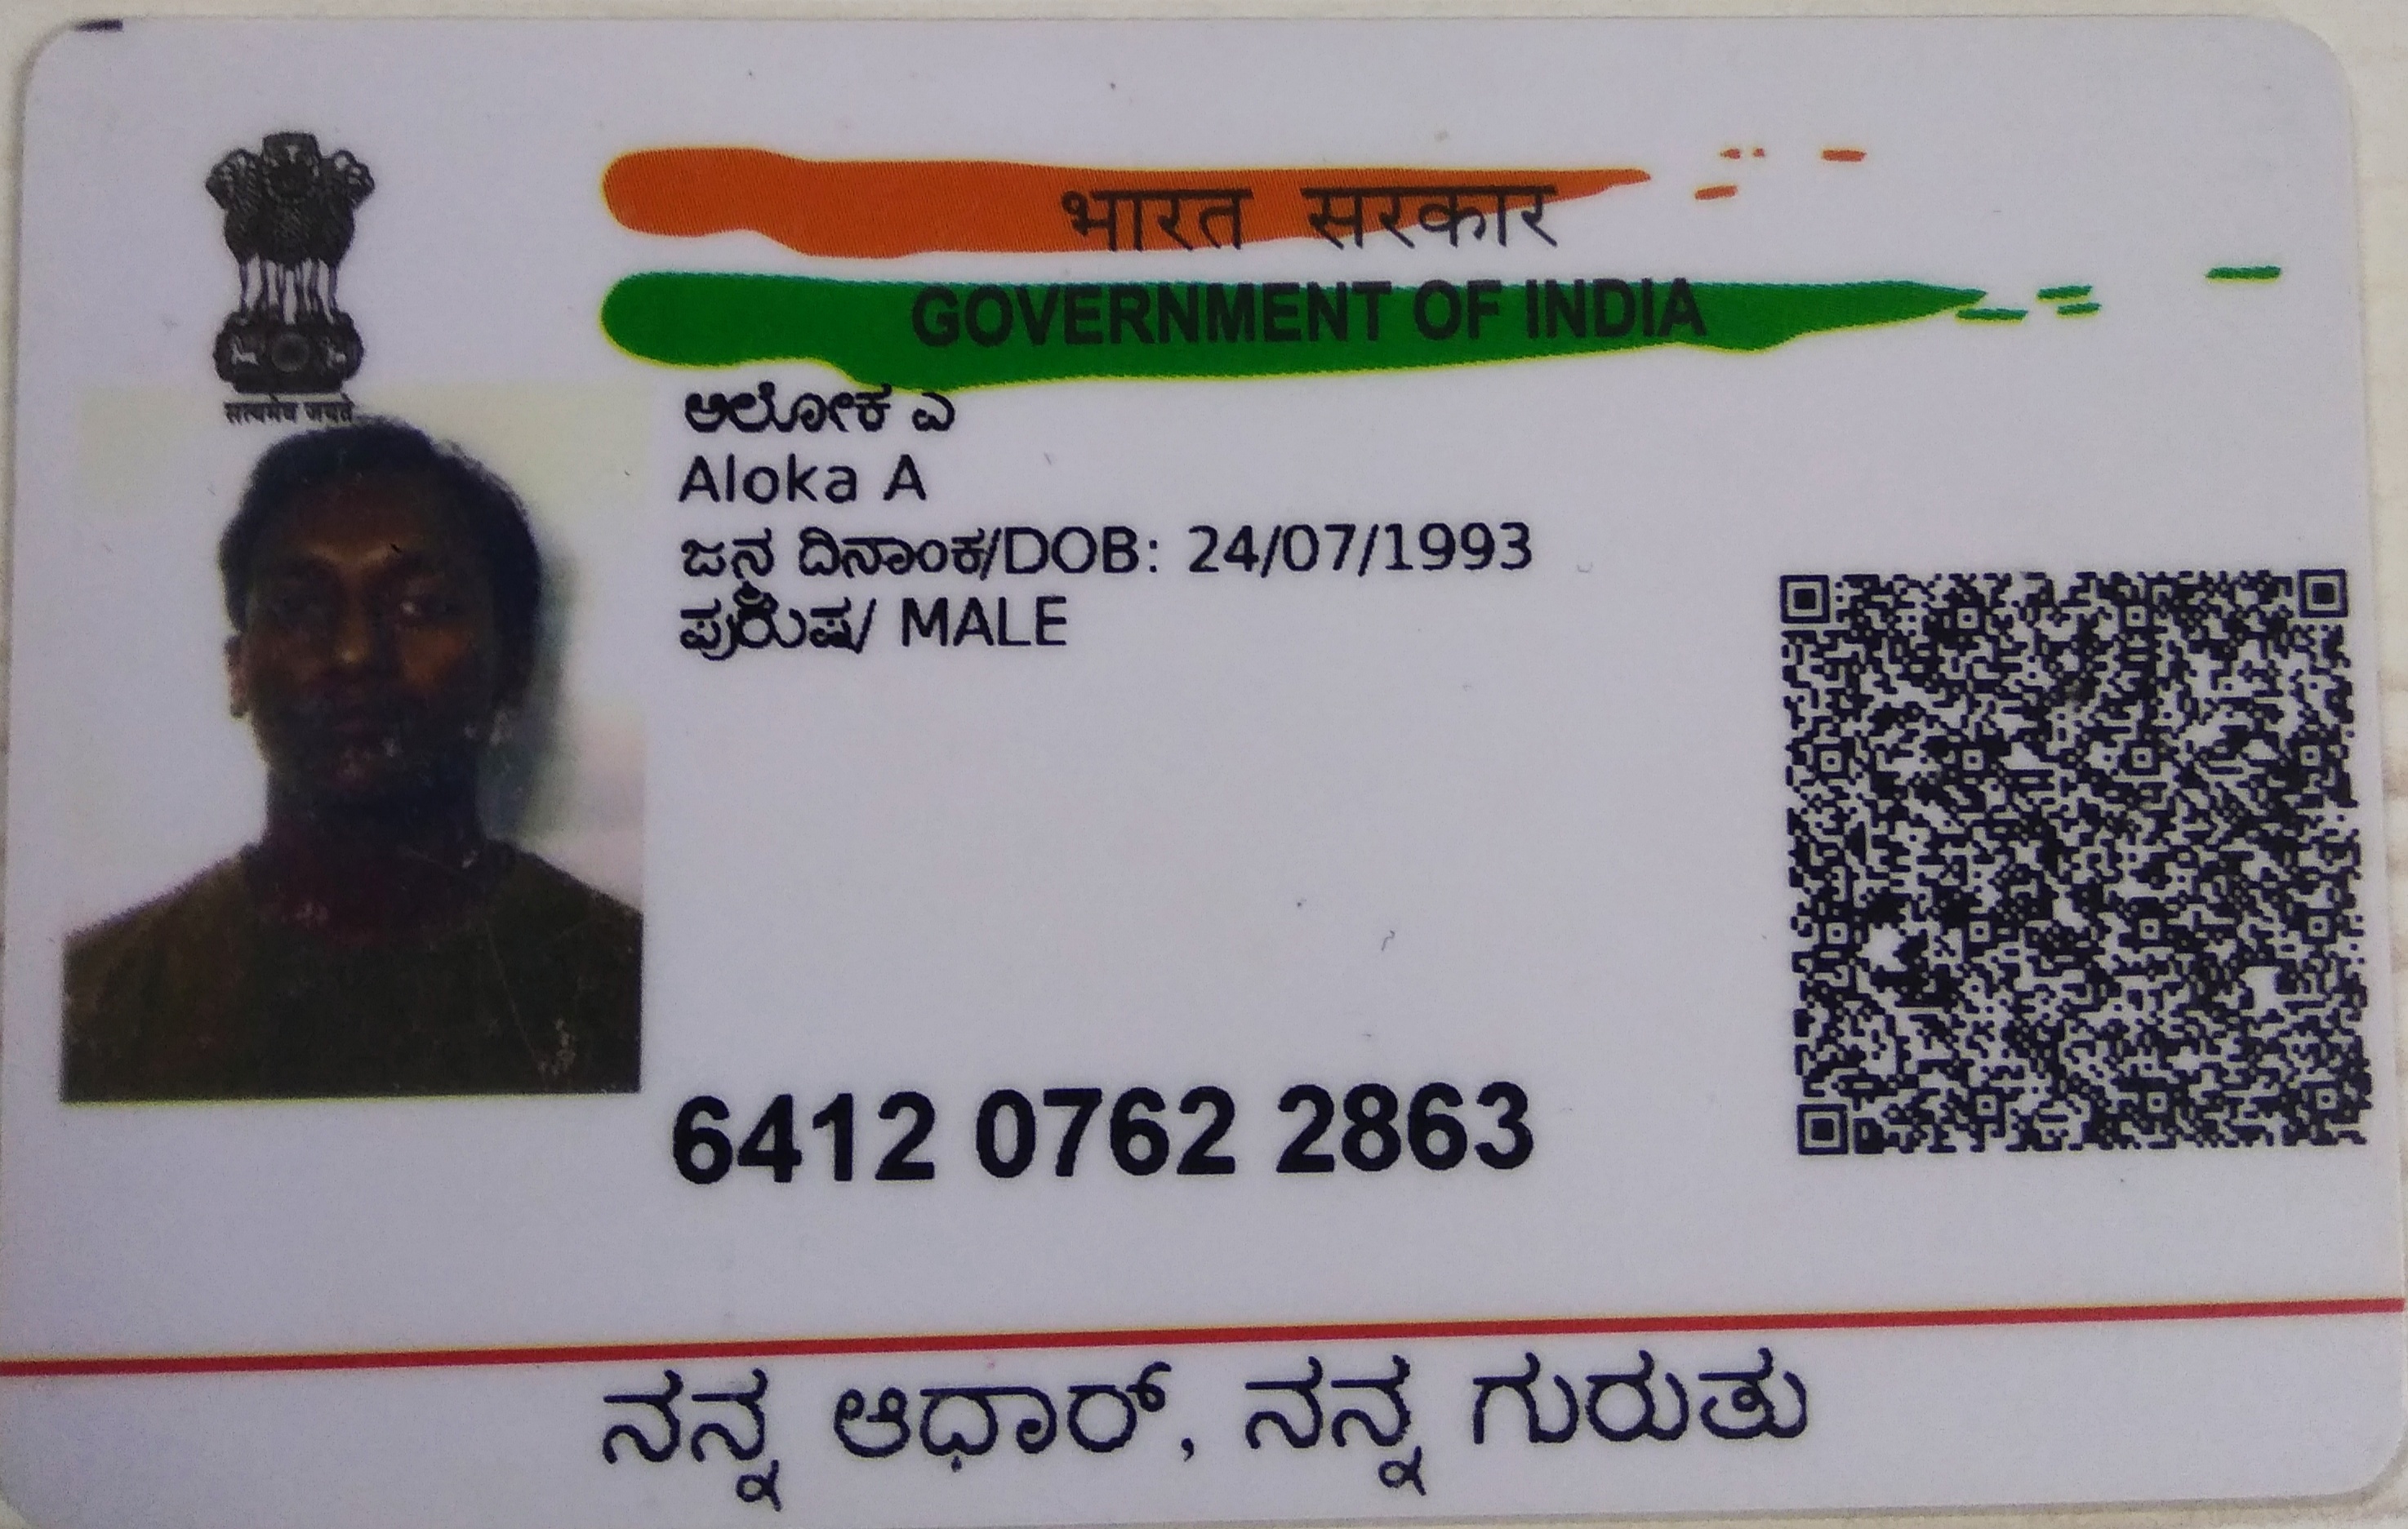 भारत सरकार
GOVERNMENT OF INDIA
सत्यमेव जयते
ಆಲೋಕ ಎ
Aloka A
ಜನ್ಮ ದಿನಾಂಕ/DOB: 24/07/1993
ಪುರುಷ/ MALE
6412 0762 2863
ನನ್ನ ಆಧಾರ್, ನನ್ನ ಗುರುತು